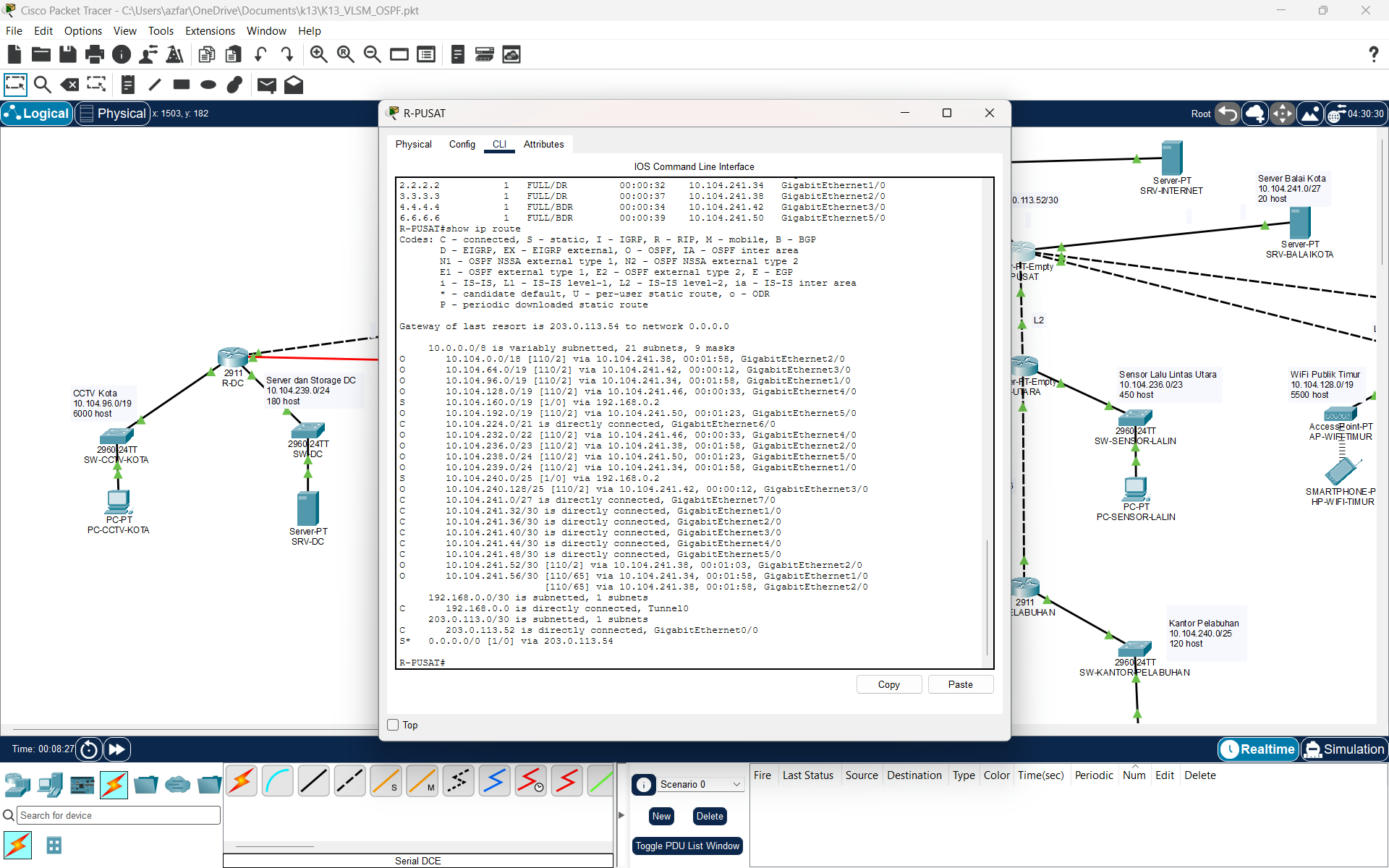 Cisco Packet Tracer - C:\Users\azfar\OneDrive\Documents\k13\K13_VLSM_OSPF.pkt
File Edit Options View Tools Extensions Window Help
Logical Physical x: 1503, y: 182
Root 04:30:30
R-PUSAT
Physical Config CLI Attributes
IOS Command Line Interface
2.2.2.2 1 FULL/DR 00:00:32 10.104.241.34 GigabitEthernet1/0
3.3.3.3 1 FULL/DR 00:00:37 10.104.241.38 GigabitEthernet2/0
4.4.4.4 1 FULL/BDR 00:00:34 10.104.241.42 GigabitEthernet3/0
6.6.6.6 1 FULL/BDR 00:00:39 10.104.241.50 GigabitEthernet5/0
R-PUSAT#show ip route
Codes: C - connected, S - static, I - IGRP, R - RIP, M - mobile, B - BGP
D - EIGRP, EX - EIGRP external, O - OSPF, IA - OSPF inter area
N1 - OSPF NSSA external type 1, N2 - OSPF NSSA external type 2
E1 - OSPF external type 1, E2 - OSPF external type 2, E - EGP
i - IS-IS, L1 - IS-IS level-1, L2 - IS-IS level-2, ia - IS-IS inter area
* - candidate default, U - per-user static route, o - ODR
P - periodic downloaded static route
Gateway of last resort is 203.0.113.54 to network 0.0.0.0
10.0.0.0/8 is variably subnetted, 21 subnets, 9 masks
O 10.104.0.0/18 [110/2] via 10.104.241.38, 00:01:58, GigabitEthernet2/0
O 10.104.64.0/19 [110/2] via 10.104.241.42, 00:00:12, GigabitEthernet3/0
O 10.104.96.0/19 [110/2] via 10.104.241.34, 00:01:58, GigabitEthernet1/0
O 10.104.128.0/19 [110/2] via 10.104.241.46, 00:00:33, GigabitEthernet4/0
S 10.104.160.0/19 [1/0] via 192.168.0.2
O 10.104.192.0/19 [110/2] via 10.104.241.50, 00:01:23, GigabitEthernet5/0
C 10.104.224.0/21 is directly connected, GigabitEthernet6/0
O 10.104.232.0/22 [110/2] via 10.104.241.46, 00:00:33, GigabitEthernet4/0
O 10.104.236.0/23 [110/2] via 10.104.241.38, 00:01:58, GigabitEthernet2/0
O 10.104.238.0/24 [110/2] via 10.104.241.50, 00:01:23, GigabitEthernet5/0
O 10.104.239.0/24 [110/2] via 10.104.241.34, 00:01:58, GigabitEthernet1/0
S 10.104.240.0/25 [1/0] via 192.168.0.2
O 10.104.240.128/25 [110/2] via 10.104.241.42, 00:00:12, GigabitEthernet3/0
C 10.104.241.0/27 is directly connected, GigabitEthernet7/0
C 10.104.241.32/30 is directly connected, GigabitEthernet1/0
C 10.104.241.36/30 is directly connected, GigabitEthernet2/0
C 10.104.241.40/30 is directly connected, GigabitEthernet3/0
C 10.104.241.44/30 is directly connected, GigabitEthernet4/0
C 10.104.241.48/30 is directly connected, GigabitEthernet5/0
O 10.104.241.52/30 [110/2] via 10.104.241.38, 00:01:03, GigabitEthernet2/0
O 10.104.241.56/30 [110/65] via 10.104.241.34, 00:01:58, GigabitEthernet1/0
[110/65] via 10.104.241.38, 00:01:58, GigabitEthernet2/0
192.168.0.0/30 is subnetted, 1 subnets
C 192.168.0.0 is directly connected, Tunnel0
203.0.113.0/30 is subnetted, 1 subnets
C 203.0.113.52 is directly connected, GigabitEthernet0/0
S* 0.0.0.0/0 [1/0] via 203.0.113.54
R-PUSAT#
Copy Paste
Top
2911
R-DC
CCTV Kota
10.104.96.0/19
6000 host
Server dan Storage DC
10.104.239.0/24
180 host
2960-24TT
SW-CCTV-KOTA
2960-24TT
SW-DC
PC-PT
PC-CCTV-KOTA
Server-PT
SRV-DC
Server-PT
SRV-INTERNET
Server Balai Kota
10.104.241.0/27
20 host
0.113.52/30
Server-PT
SRV-BALAIKOTA
PT-Empty
PUSAT
L2
PT-Empty
UTARA
Sensor Lalu Lintas Utara
10.104.236.0/23
450 host
2960-24TT
SW-SENSOR-LALIN
PC-PT
PC-SENSOR-LALIN
WiFi Publik Timur
10.104.128.0/19
5500 host
AccessPoint-PT
AP-WIFI-TIMUR
SMARTPHONE-P
HP-WIFI-TIMUR
2911
ELABUHAN
Kantor Pelabuhan
10.104.240.0/25
120 host
2960-24TT
SW-KANTOR-PELABUHAN
Time: 00:08:27
Realtime Simulation
Search for device
S M
Serial DCE
Scenario 0
New Delete
Toggle PDU List Window
Fire Last Status Source Destination Type Color Time(sec) Periodic Num Edit Delete